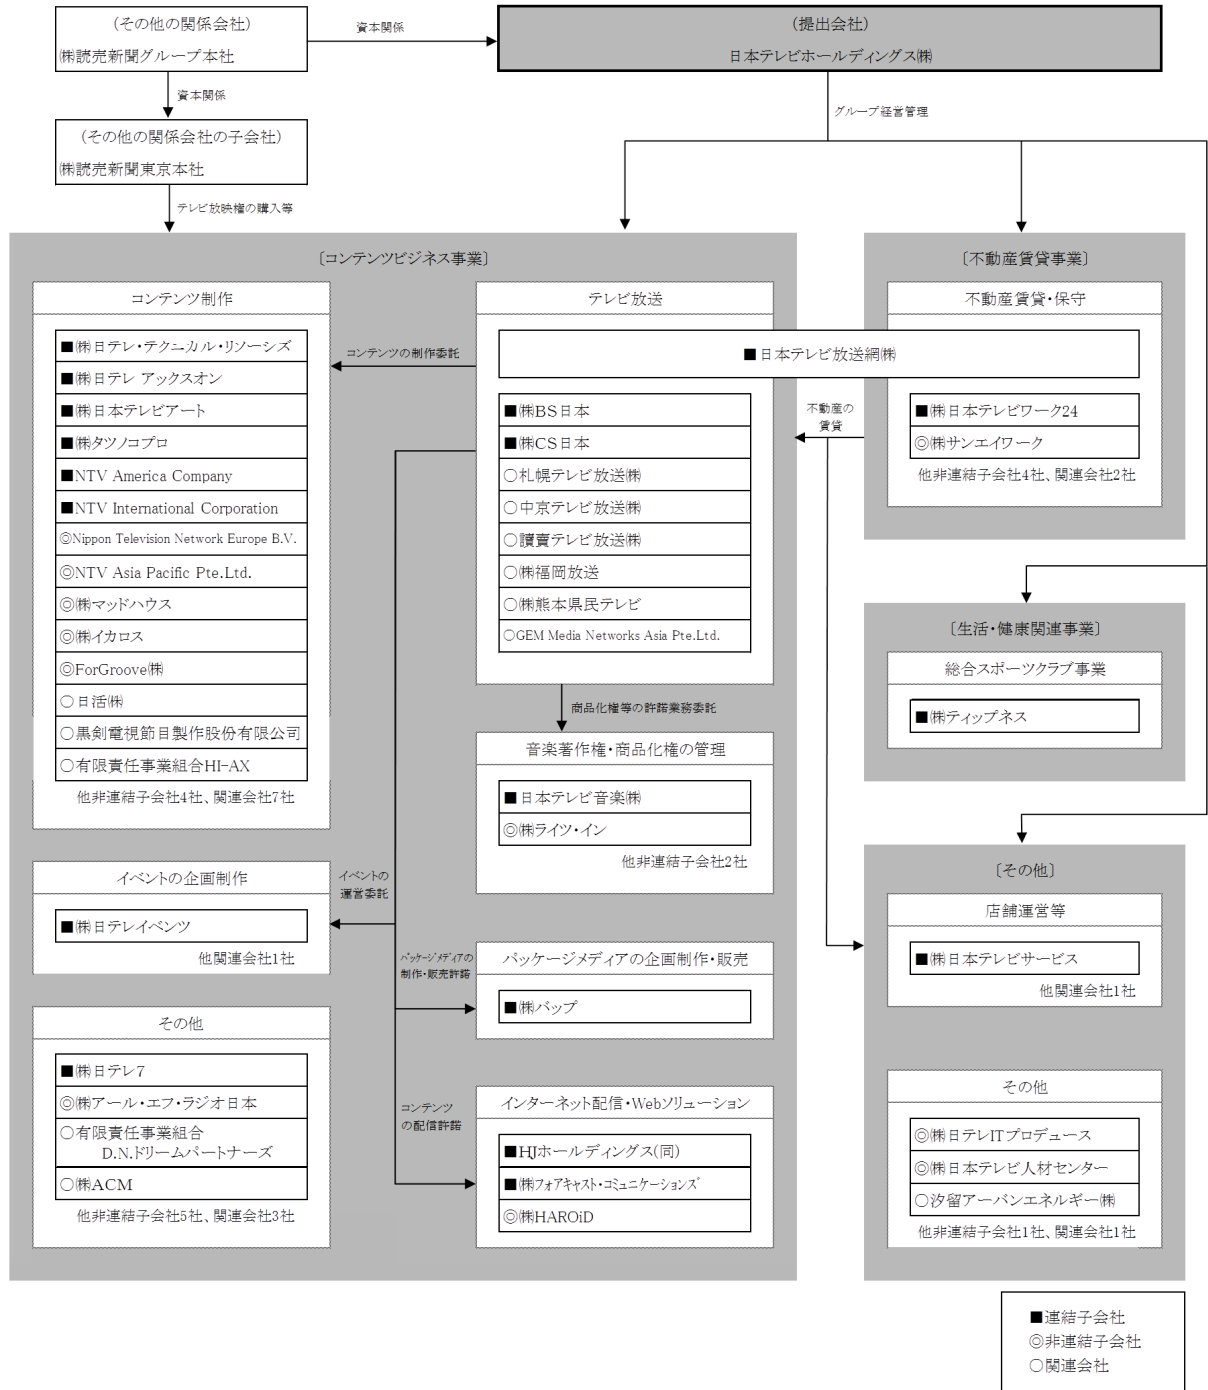 (その他の関係会社)
㈱読売新聞グループ本社
資本関係
(提出会社)
日本テレビホールディングス㈱
資本関係
グループ経営管理
(その他の関係会社の子会社)
㈱読売新聞東京本社
テレビ放映権の購入等
〔コンテンツビジネス事業〕
コンテンツ制作
■㈱日テレ・テクニカル・リソーシズ
■㈱日テレ アックスオン
■㈱日本テレビアート
■㈱タツノコプロ
■NTV America Company
■NTV International Corporation
◎Nippon Television Network Europe B.V.
◎NTV Asia Pacific Pte.Ltd.
◎㈱マッドハウス
◎㈱イカロス
◎ForGroove㈱
○日活㈱
○黒剣電視節目製作股份有限公司
○有限責任事業組合HI-AX
他非連結子会社4社、関連会社7社
コンテンツの制作委託
テレビ放送
■日本テレビ放送網㈱
■㈱BS日本
■㈱CS日本
○札幌テレビ放送㈱
○中京テレビ放送㈱
○讀賣テレビ放送㈱
○㈱福岡放送
○㈱熊本県民テレビ
○GEM Media Networks Asia Pte.Ltd.
商品化権等の許諾業務委託
音楽著作権・商品化権の管理
■日本テレビ音楽㈱
◎㈱ライツ・イン
他非連結子会社2社
イベントの企画制作
■㈱日テレイベンツ
他関連会社1社
イベントの
運営委託
パッケージメディアの
制作・販売許諾
パッケージメディアの企画制作・販売
■㈱バップ
その他
■㈱日テレ7
◎㈱アール・エフ・ラジオ日本
○有限責任事業組合
D.N.ドリームパートナーズ
○㈱ACM
他非連結子会社5社、関連会社3社
コンテンツ
の配信許諾
インターネット配信・Webソリューション
■HJホールディングス(同)
■㈱フォアキャスト・コミュニケーションズ
◎㈱HAROiD
〔不動産賃貸事業〕
不動産賃貸・保守
不動産の
賃貸
■㈱日本テレビワーク24
◎㈱サンエイワーク
他非連結子会社4社、関連会社2社
〔生活・健康関連事業〕
総合スポーツクラブ事業
■㈱ティップネス
〔その他〕
店舗運営等
■㈱日本テレビサービス
他関連会社1社
その他
◎㈱日テレITプロデュース
◎㈱日本テレビ人材センター
○汐留アーバンエネルギー㈱
他非連結子会社1社、関連会社1社
■連結子会社
◎非連結子会社
○関連会社